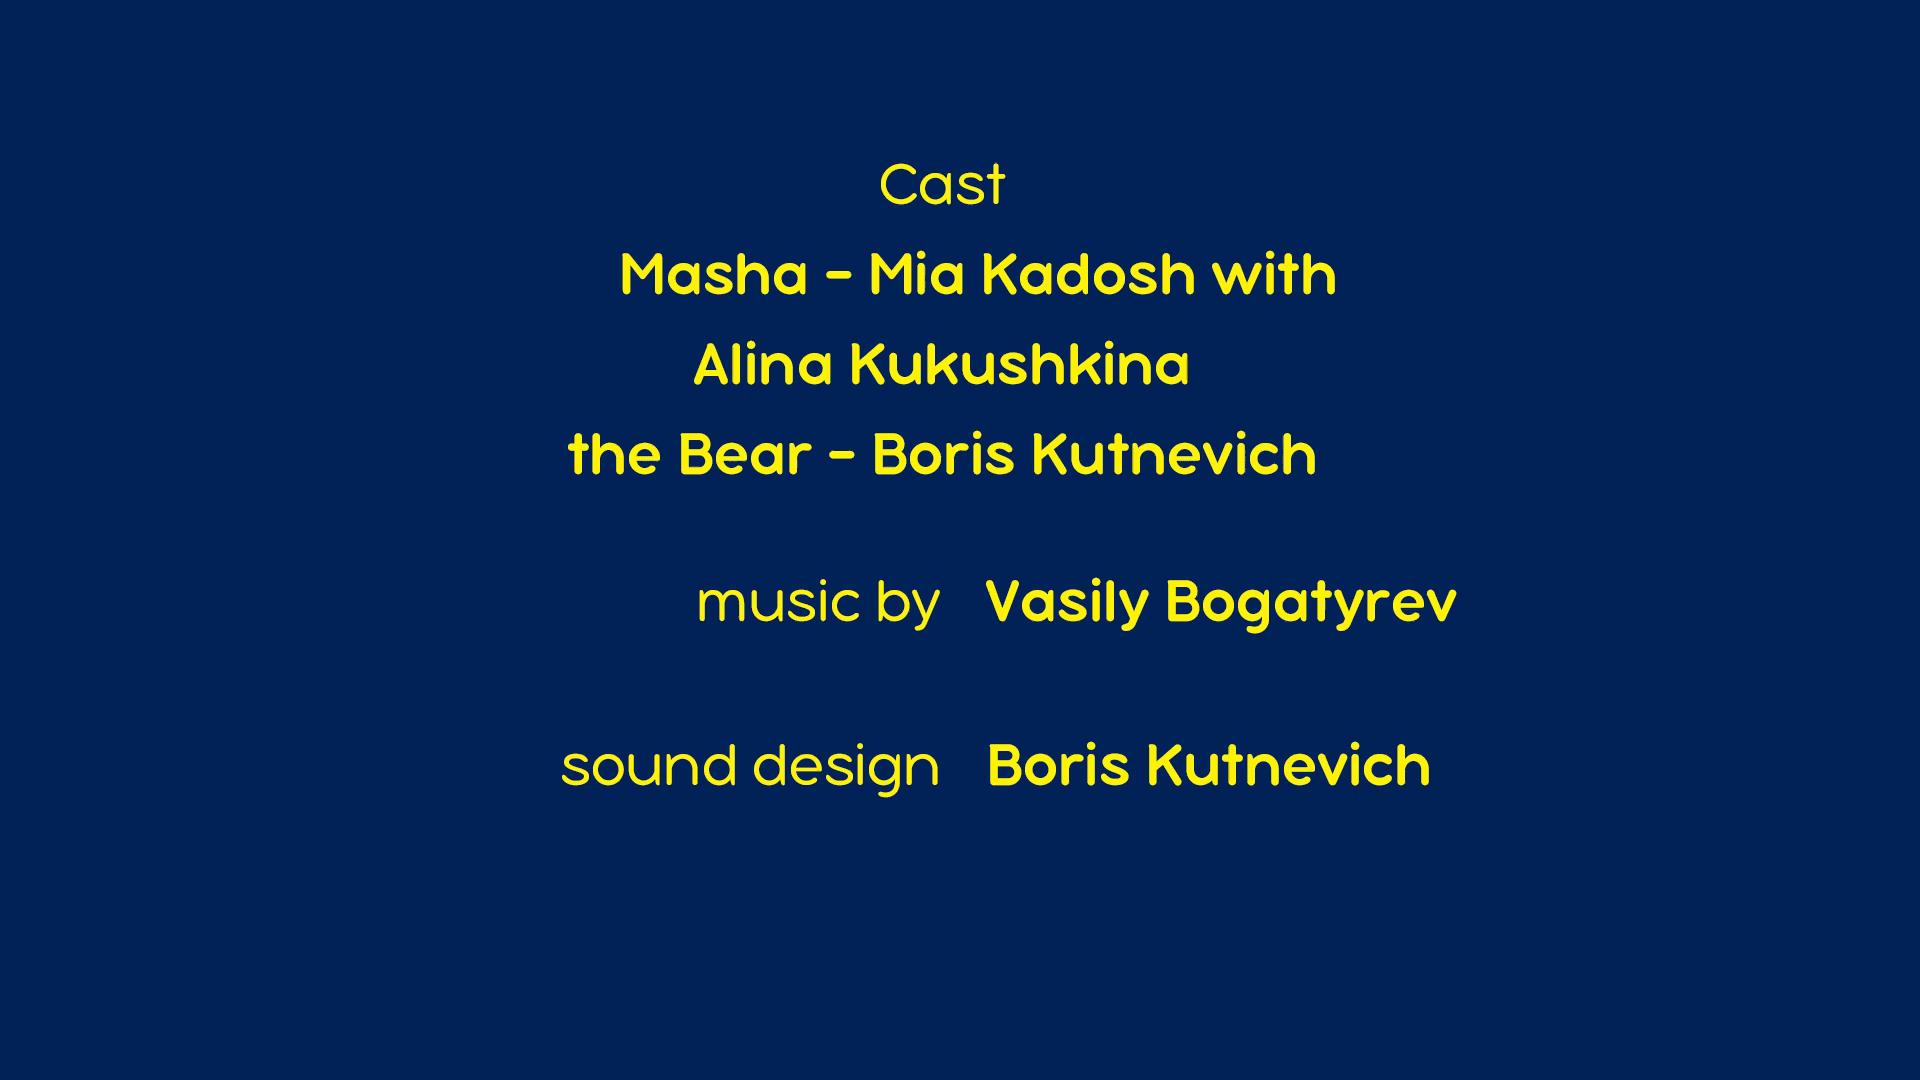 Cast
Masha - Mia Kadosh with
Alina Kukushkina
the Bear - Boris Kutnevich
music by Vasily Bogatyrev
sound design Boris Kutnevich